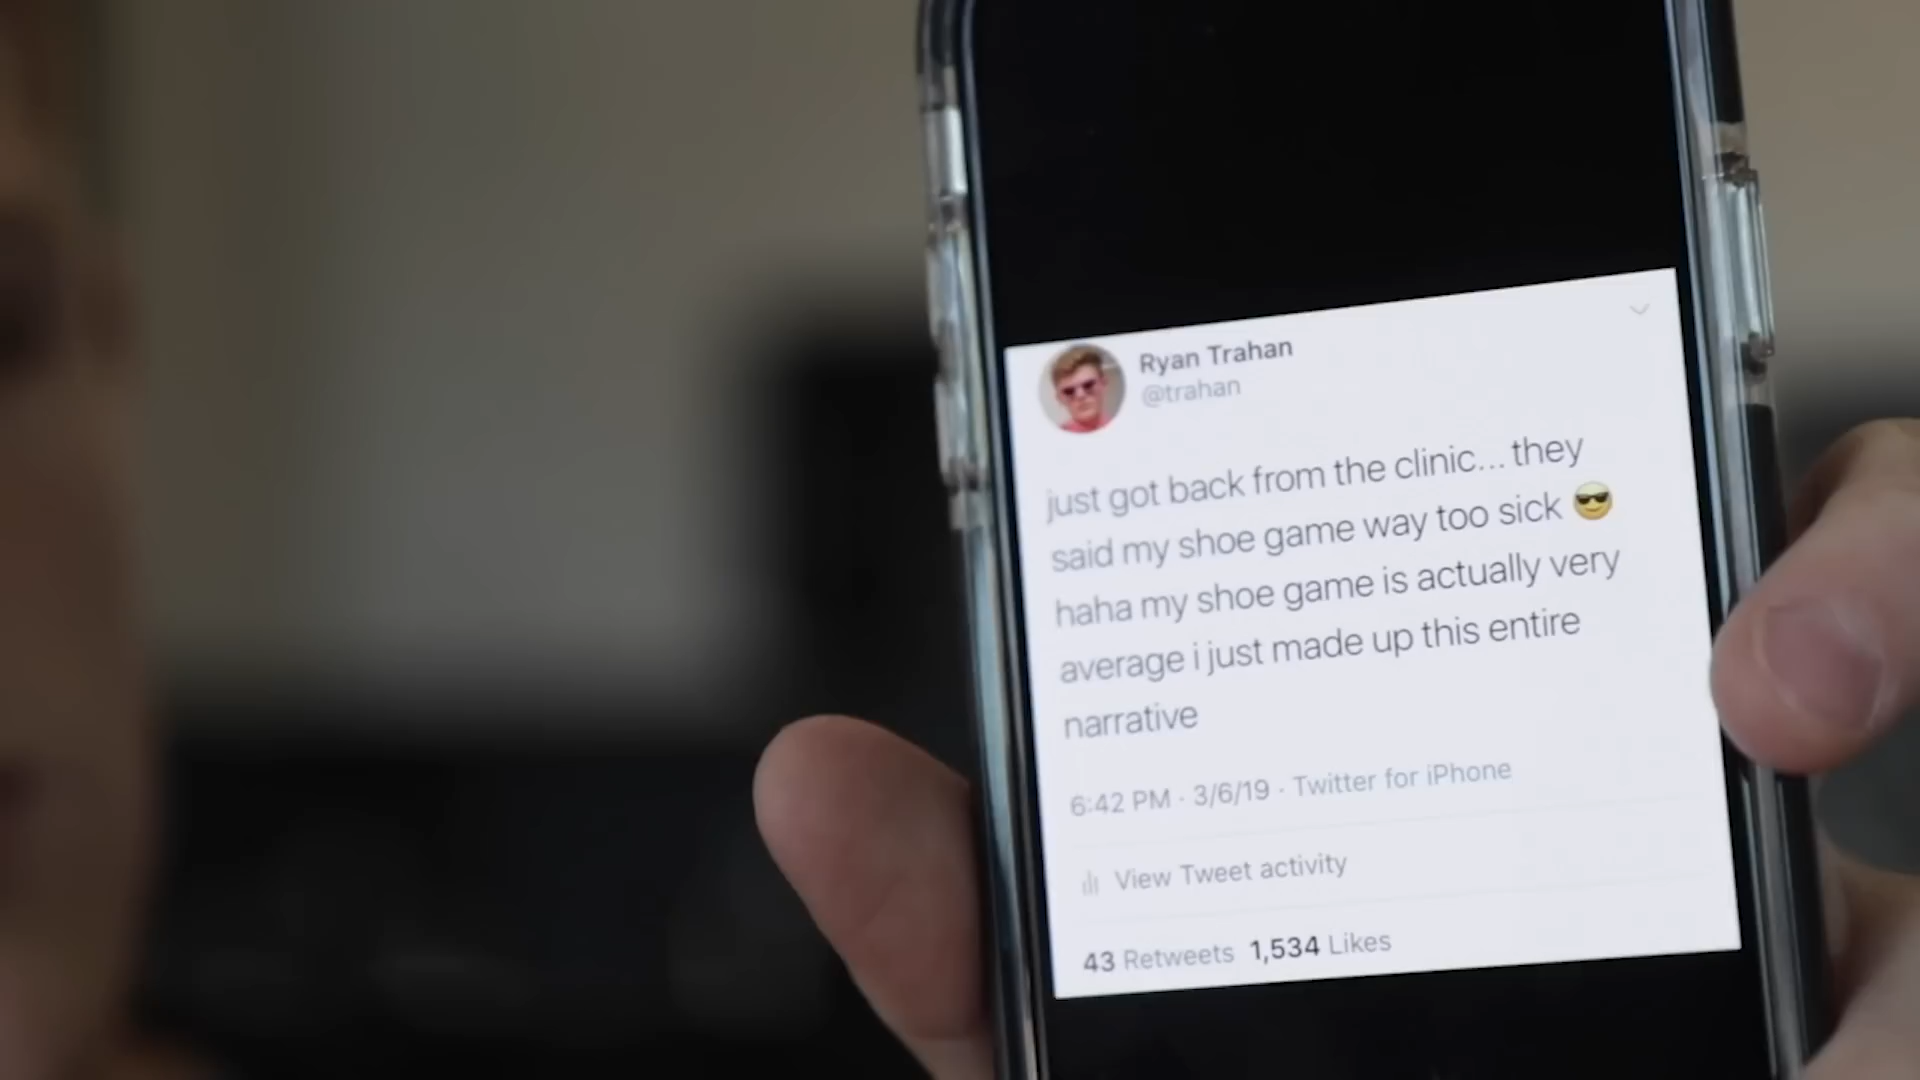 Ryan Trahan
@trahan
just got back from the clinic... they
said my shoe game way too sick 😎
haha my shoe game is actually very
average i just made up this entire
narrative
6:42 PM · 3/6/19 · Twitter for iPhone
View Tweet activity
43 Retweets 1,534 Likes